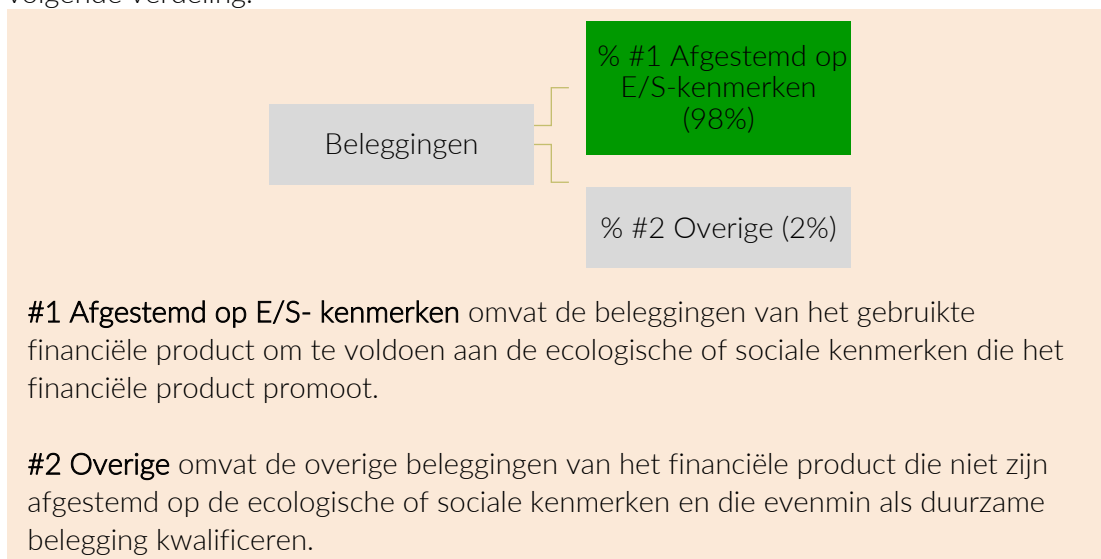 volgende verdeling:
% #1 Afgestemd op
E/S-kenmerken
(98%)
Beleggingen
% #2 Overige (2%)
#1 Afgestemd op E/S- kenmerken omvat de beleggingen van het gebruikte
financiële product om te voldoen aan de ecologische of sociale kenmerken die het
financiële product promoot.
#2 Overige omvat de overige beleggingen van het financiële product die niet zijn
afgestemd op de ecologische of sociale kenmerken en die evenmin als duurzame
belegging kwalificeren.